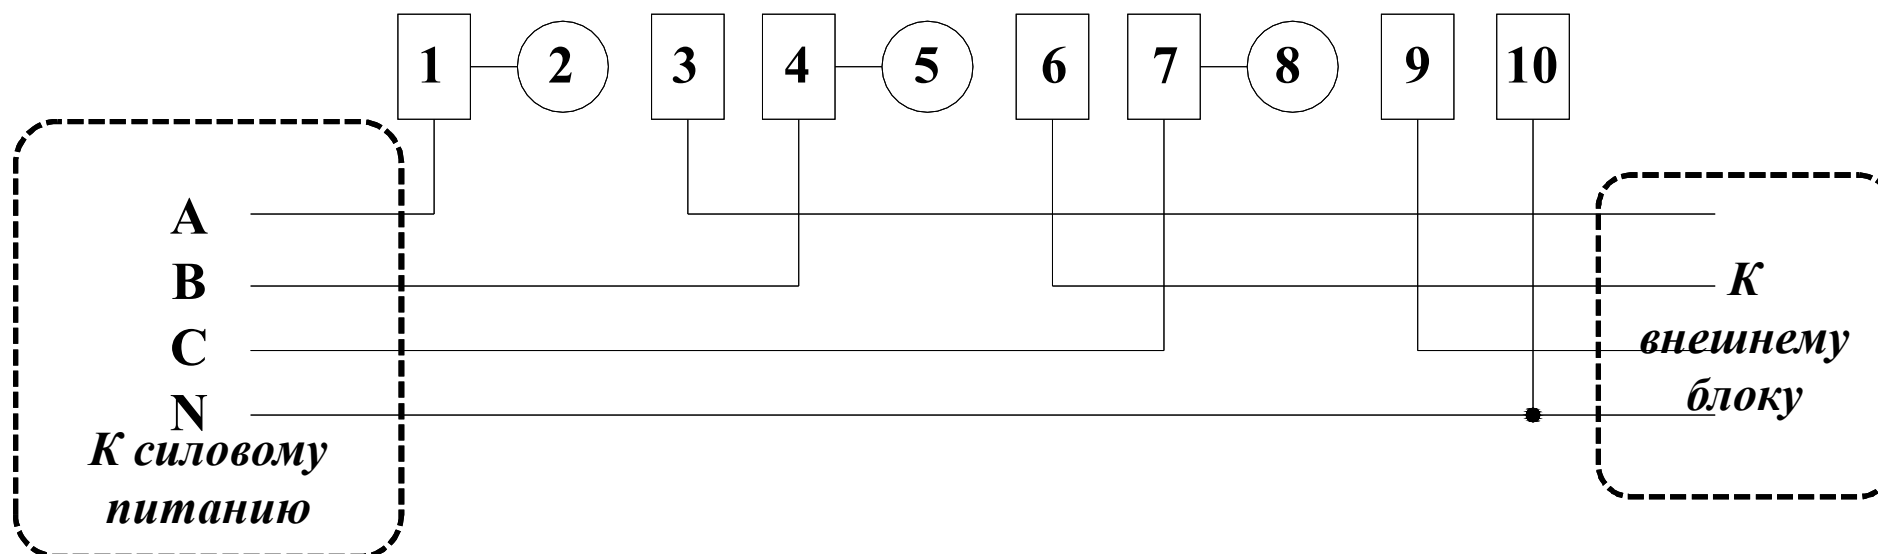 1 2 3 4 5 6 7 8 9 10
A
B
C
N
К силовому
питанию
К
внешнему
блоку